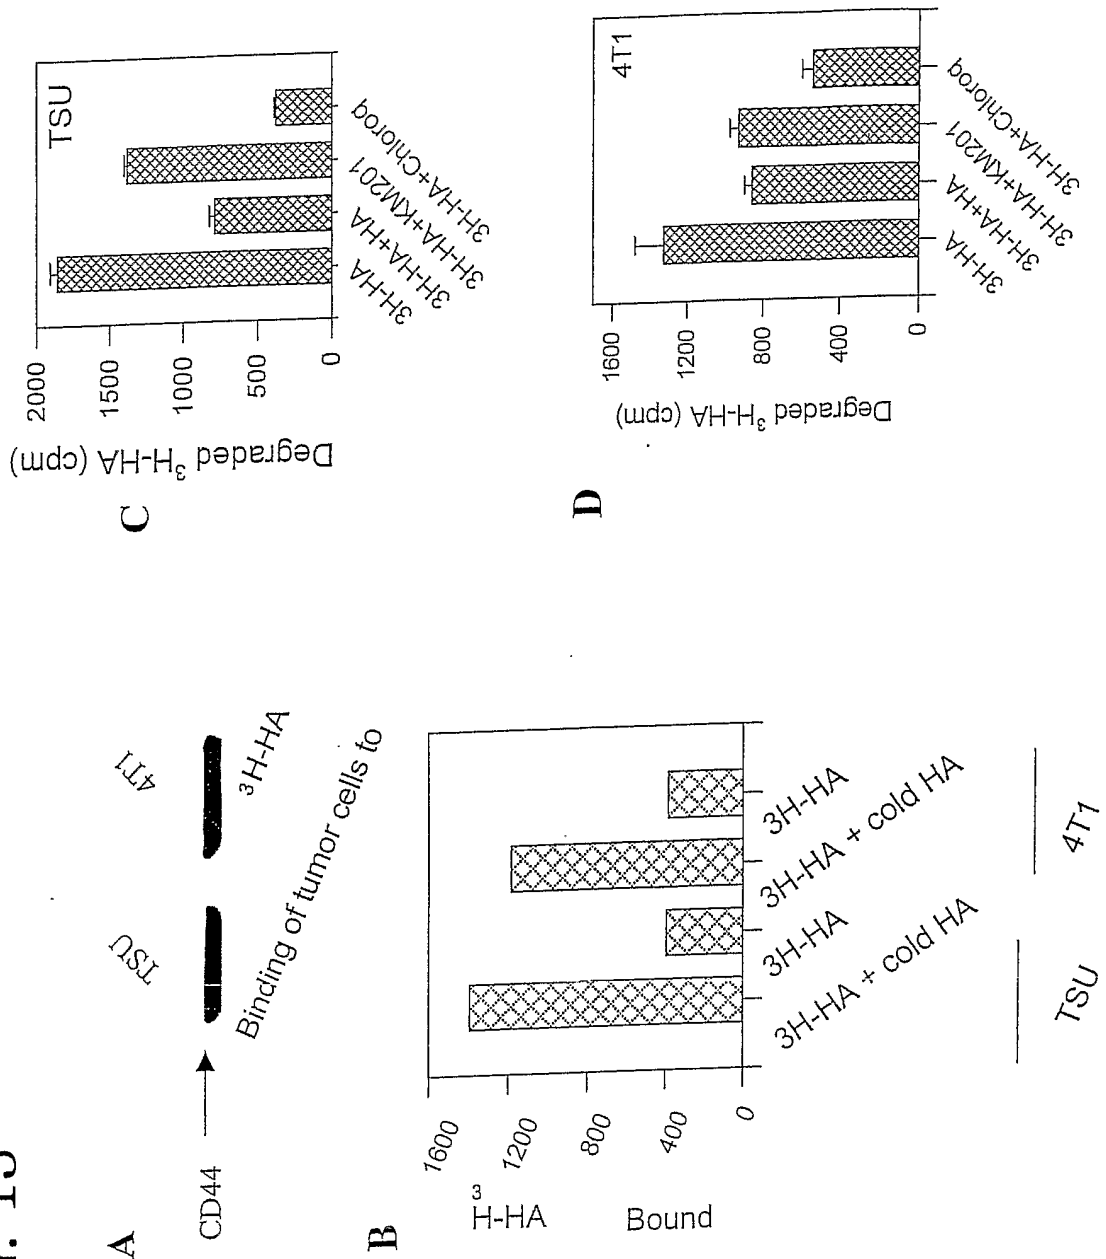 A
TSU
4T1
CD44
Binding of tumor cells to
³H-HA
B
1600
1200
800
400
0
³H-HA
Bound
3H-HA + cold HA
3H-HA
3H-HA + cold HA
3H-HA
TSU
4T1
C
TSU
Degraded ³H-HA (cpm)
2000
1500
1000
500
0
3H-HA
3H-HA+HA
3H-HA+KM201
3H-HA+Chloroq
D
4T1
Degraded ³H-HA (cpm)
1600
1200
800
400
0
3H-HA
3H-HA+HA
3H-HA+KM201
3H-HA+Chloroq